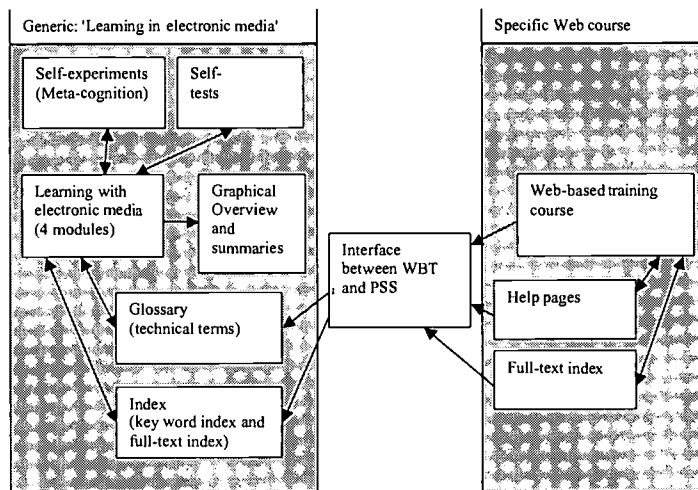 Generic: 'Learning in electronic media'
Self-experiments
(Meta-cognition)
Self-
tests
Learning with
electronic media
(4 modules)
Graphical
Overview
and
summaries
Glossary
(technical terms)
Index
(key word index and
full-text index)
Interface
between WBT
and PSS
Specific Web course
Web-based training
course
Help pages
Full-text index